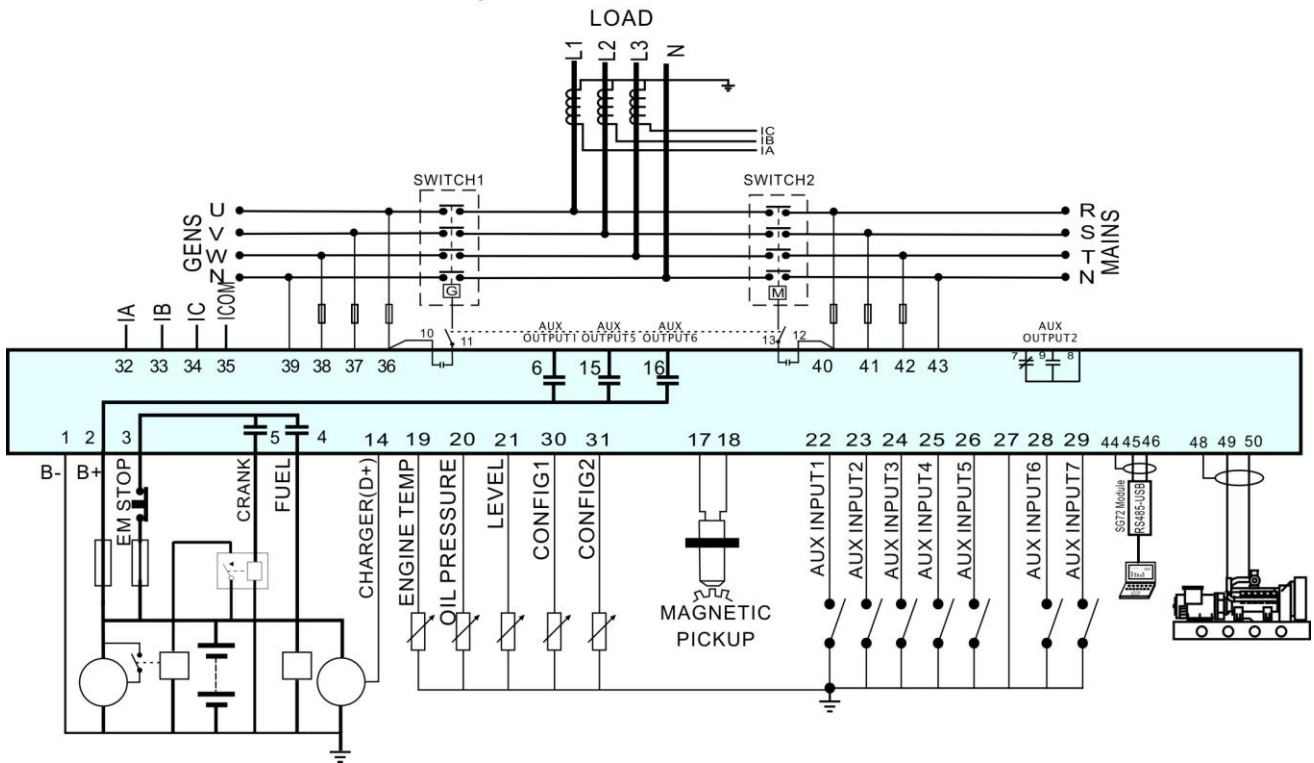 LOAD
L1 L2 L3 N
IC
IB
IA
SWITCH1 SWITCH2
GENS
U
V
W
N
R
S
T
N
MAINS
G M
IA IB IC ICOM
10 11
AUX OUTPUT1
AUX OUTPUT5
AUX OUTPUT6
13 12
AUX OUTPUT2
7 9 8
32 33 34 35 39 38 37 36 6 15 16 40 41 42 43
1 2 3 5 4 14 19 20 21 30 31 17 18 22 23 24 25 26 27 28 29 44 45 46 48 49 50
B- B+
EM STOP
CRANK
FUEL
CHARGER(D+)
ENGINE TEMP
OIL PRESSURE
LEVEL
CONFIG1
CONFIG2
MAGNETIC
PICKUP
AUX INPUT1
AUX INPUT2
AUX INPUT3
AUX INPUT4
AUX INPUT5
AUX INPUT6
AUX INPUT7
SG72 Module
RS485-USB